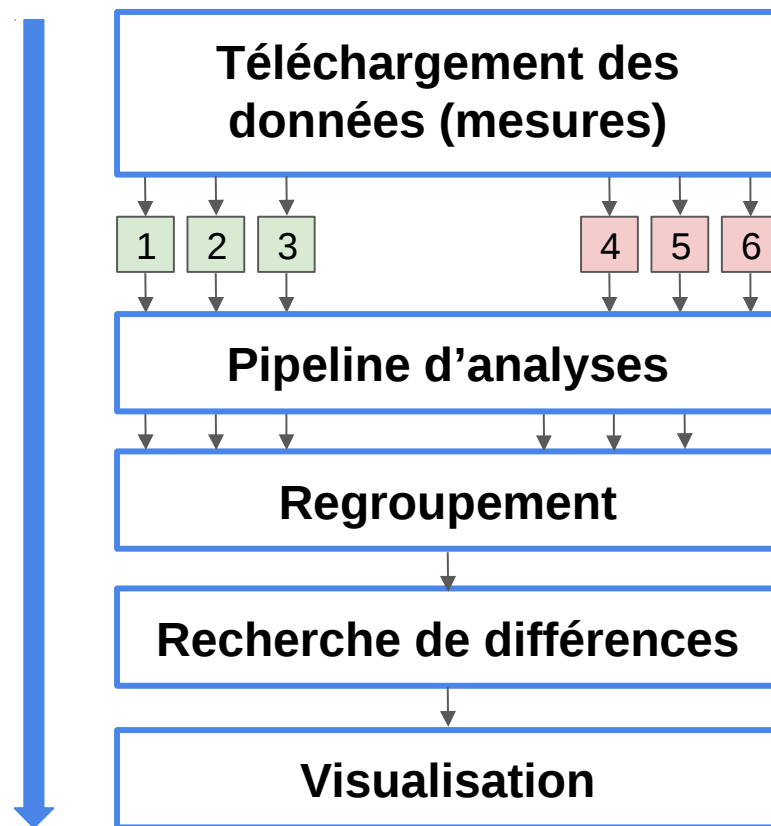 Téléchargement des
données (mesures)
1 2 3 4 5 6
Pipeline d’analyses
Regroupement
Recherche de différences
Visualisation